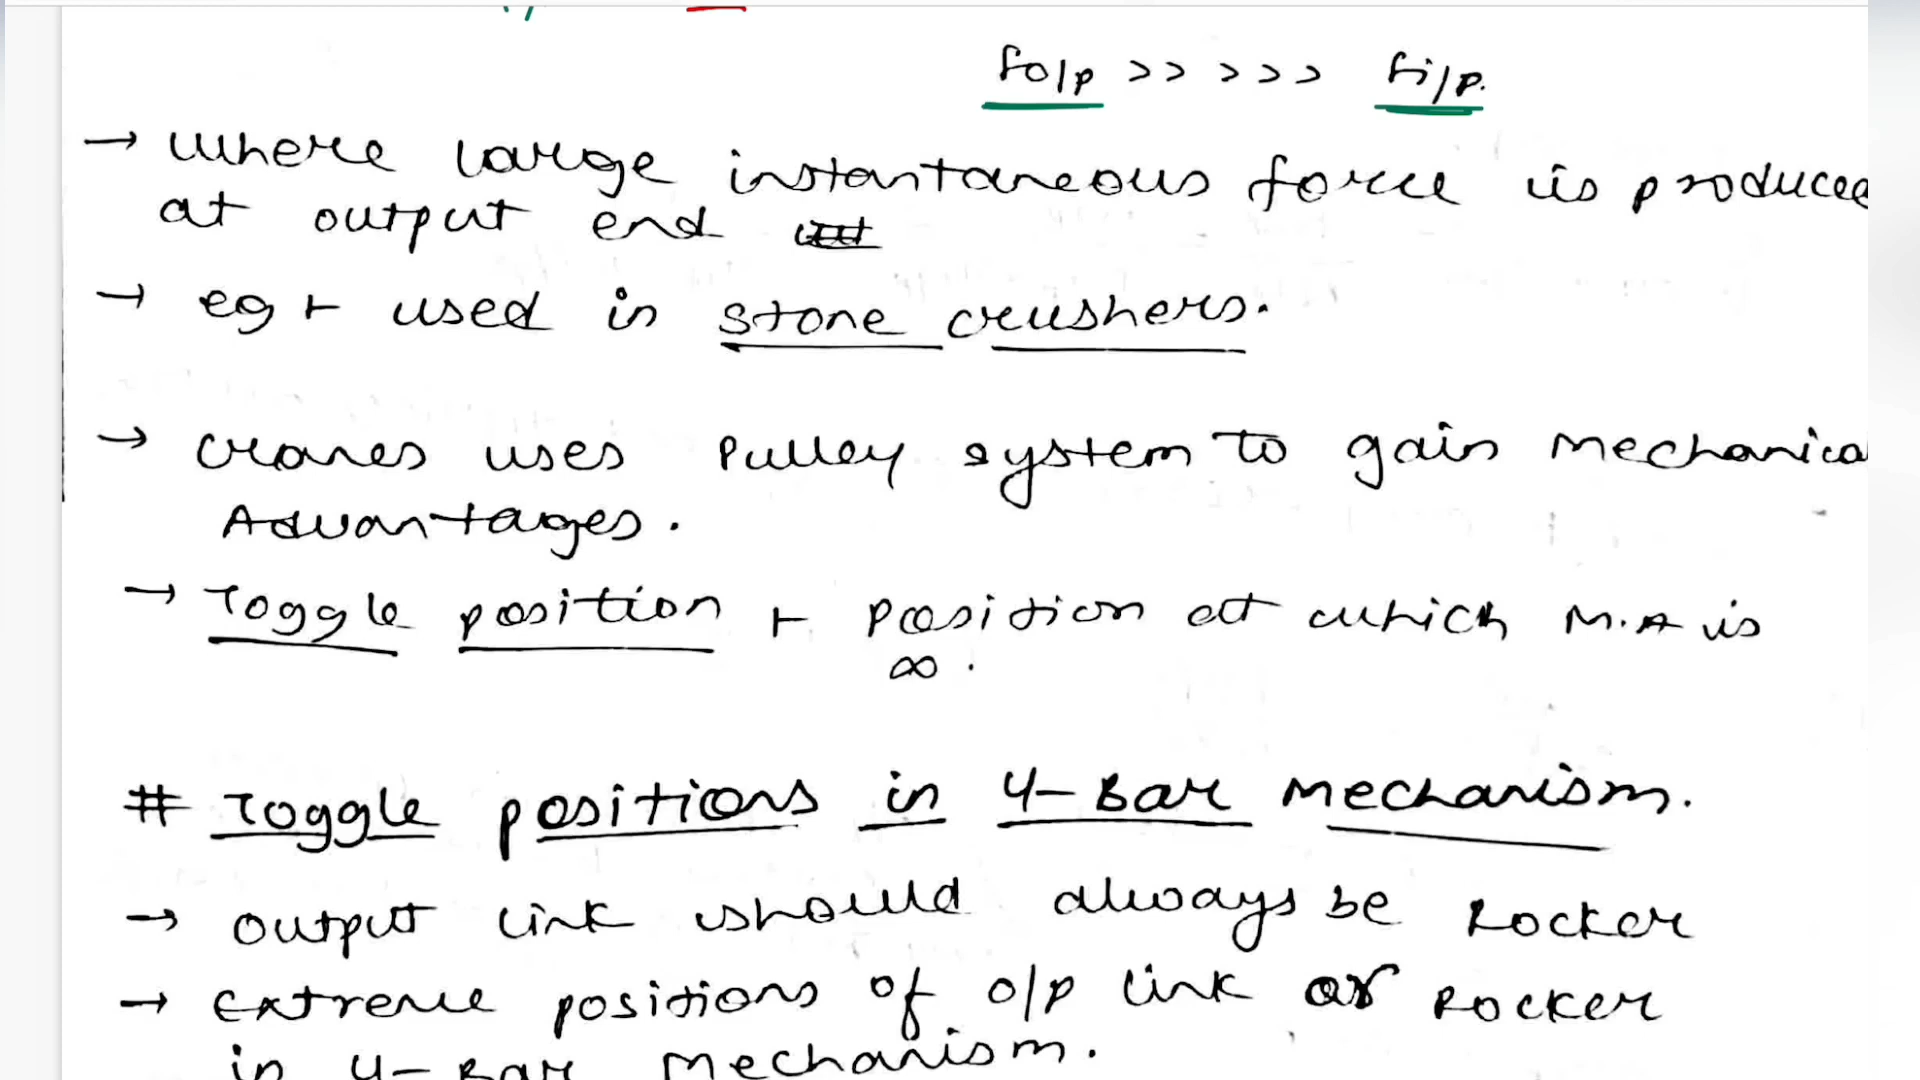 fo/p >> >>> fi/p.
→ where large instantaneous force is produced
at output end
→ eg ⊢ used in stone crushers.
→ cranes uses Pulley system to gain mechanical
Advantages.
→ Toggle position ⊢ position at which M.A is
∞.
# Toggle positions in 4-Bar mechanism.
→ output link should always be Rocker
→ extreme positions of o/p link or Rocker
in 4-Bar mechanism.